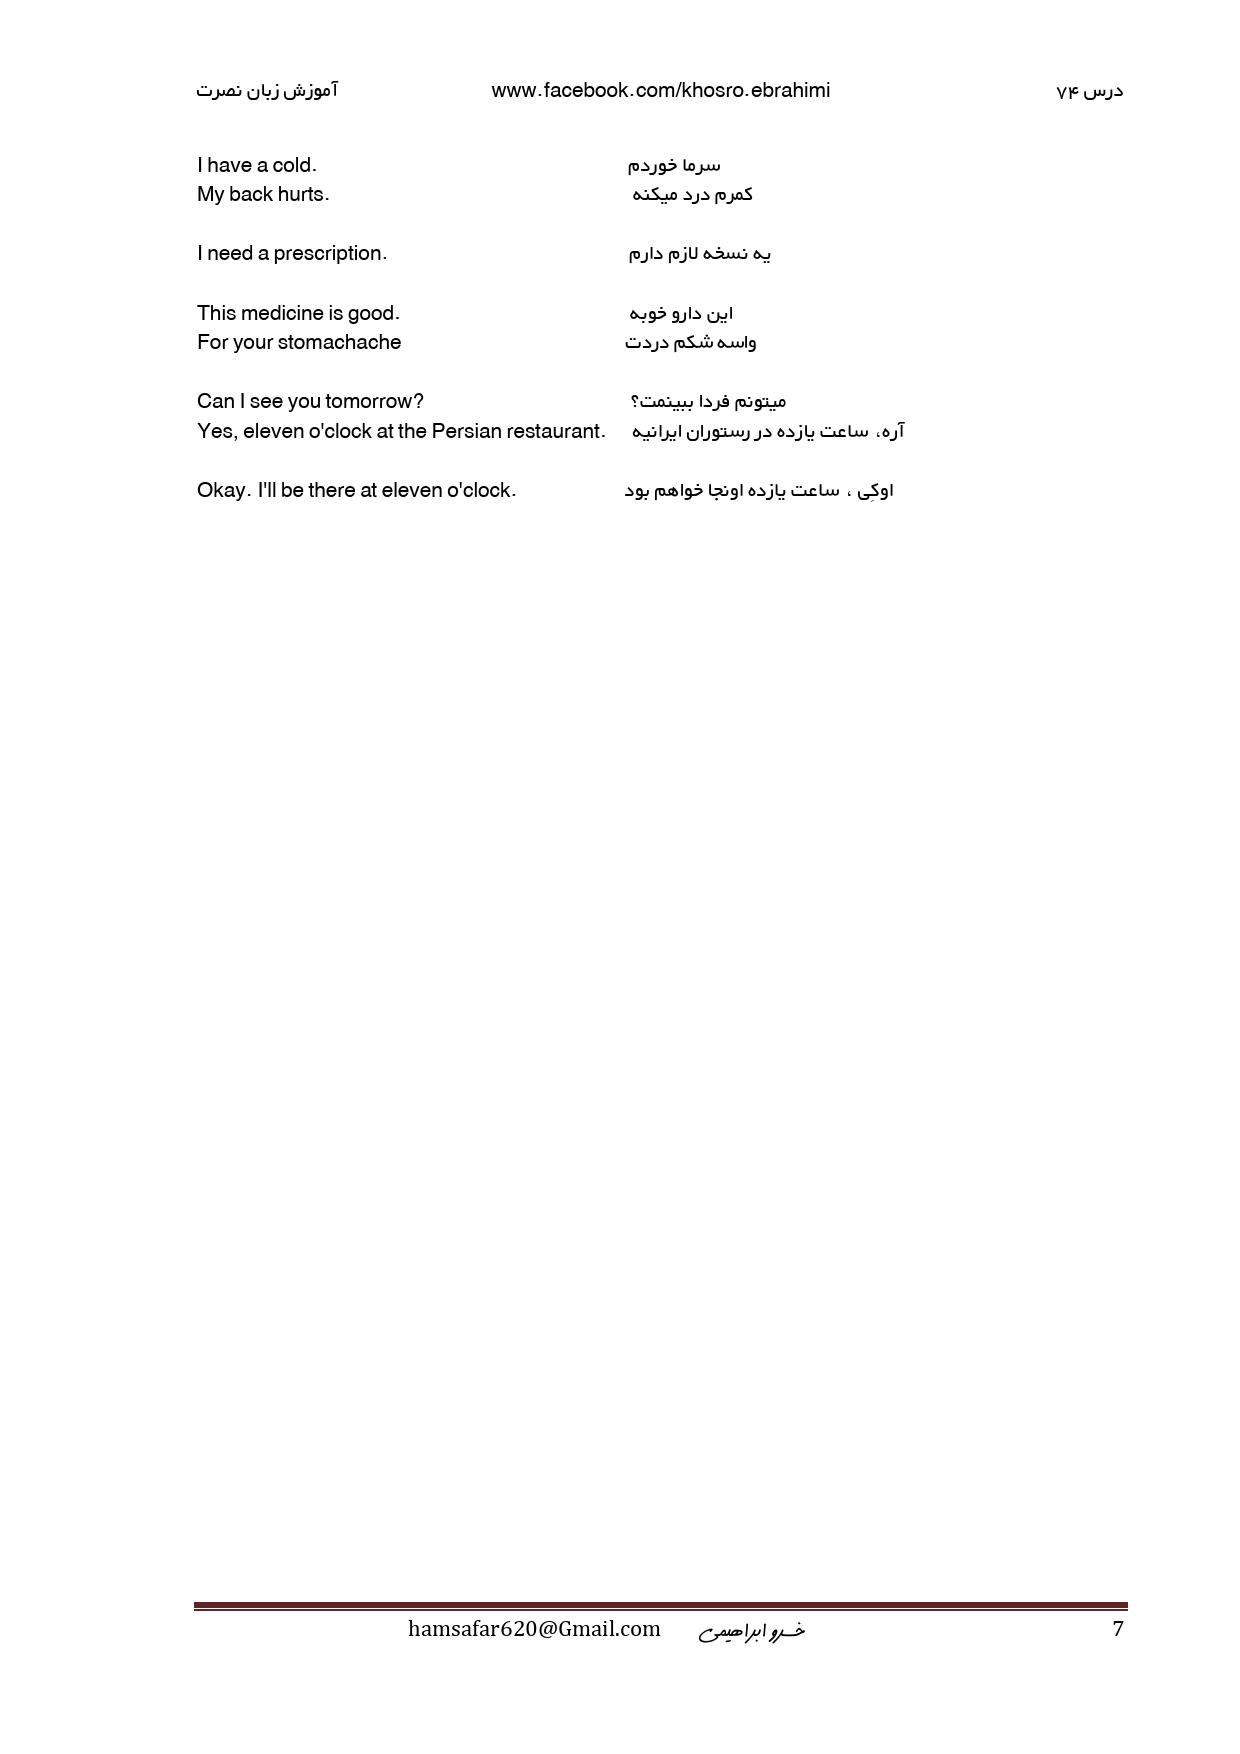 آموزش زبان نصرت www.facebook.com/khosro.ebrahimi درس ۷۴
I have a cold. سرما خوردم
My back hurts. کمرم درد میکنه
I need a prescription. یه نسخه لازم دارم
This medicine is good. این دارو خوبه
For your stomachache واسه شکم دردت
Can I see you tomorrow? میتونم فردا ببینمت؟
Yes, eleven o'clock at the Persian restaurant. آره، ساعت یازده در رستوران ایرانیه
Okay. I'll be there at eleven o'clock. اوکِی ، ساعت یازده اونجا خواهم بود
hamsafar620@Gmail.com خسرو ابراهیمی 7